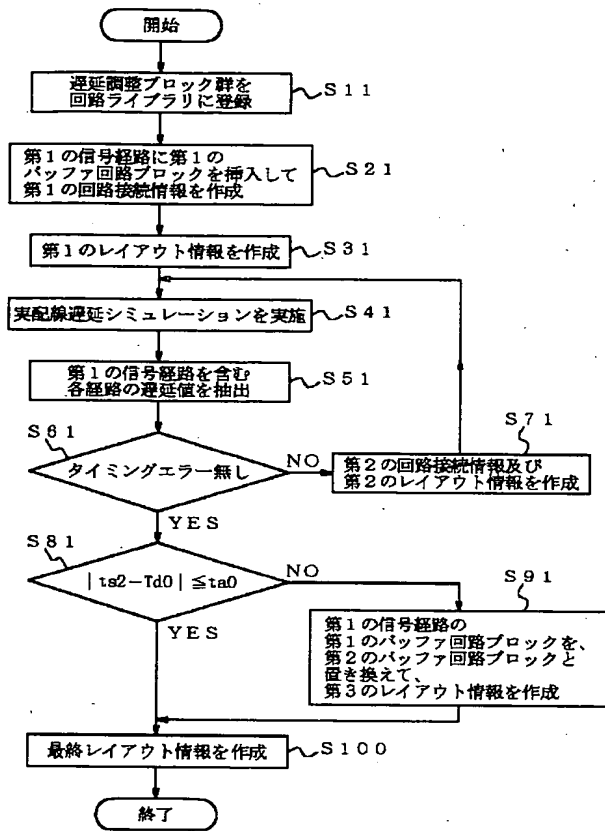 開始
遅延調整ブロック群を
回路ライブラリに登録
S11
第1の信号経路に第1の
バッファ回路ブロックを挿入して
第1の回路接続情報を作成
S21
第1のレイアウト情報を作成
S31
実配線遅延シミュレーションを実施
S41
第1の信号経路を含む
各経路の遅延値を抽出
S51
S61
タイミングエラー無し
NO
YES
S71
第2の回路接続情報及び
第2のレイアウト情報を作成
S81
|ts2−Td0|≦ta0
NO
YES
S91
第1の信号経路の
第1のバッファ回路ブロックを、
第2のバッファ回路ブロックと
置き換えて、
第3のレイアウト情報を作成
最終レイアウト情報を作成
S100
終了